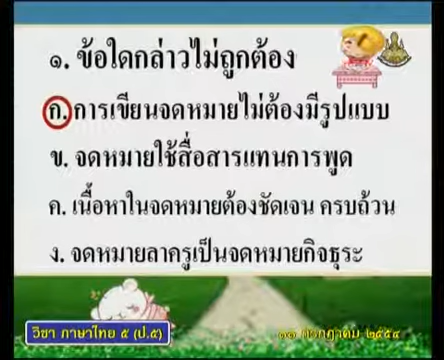 ๑. ข้อใดกล่าวไม่ถูกต้อง
ก. การเขียนจดหมายไม่ต้องมีรูปแบบ
ข. จดหมายใช้สื่อสารแทนการพูด
ค. เนื้อหาในจดหมายต้องชัดเจน ครบถ้วน
ง. จดหมายลาครูเป็นจดหมายกิจธุระ
วิชา ภาษาไทย ๕ (ป.๕)
กรกฎาคม ๒๕๕๔